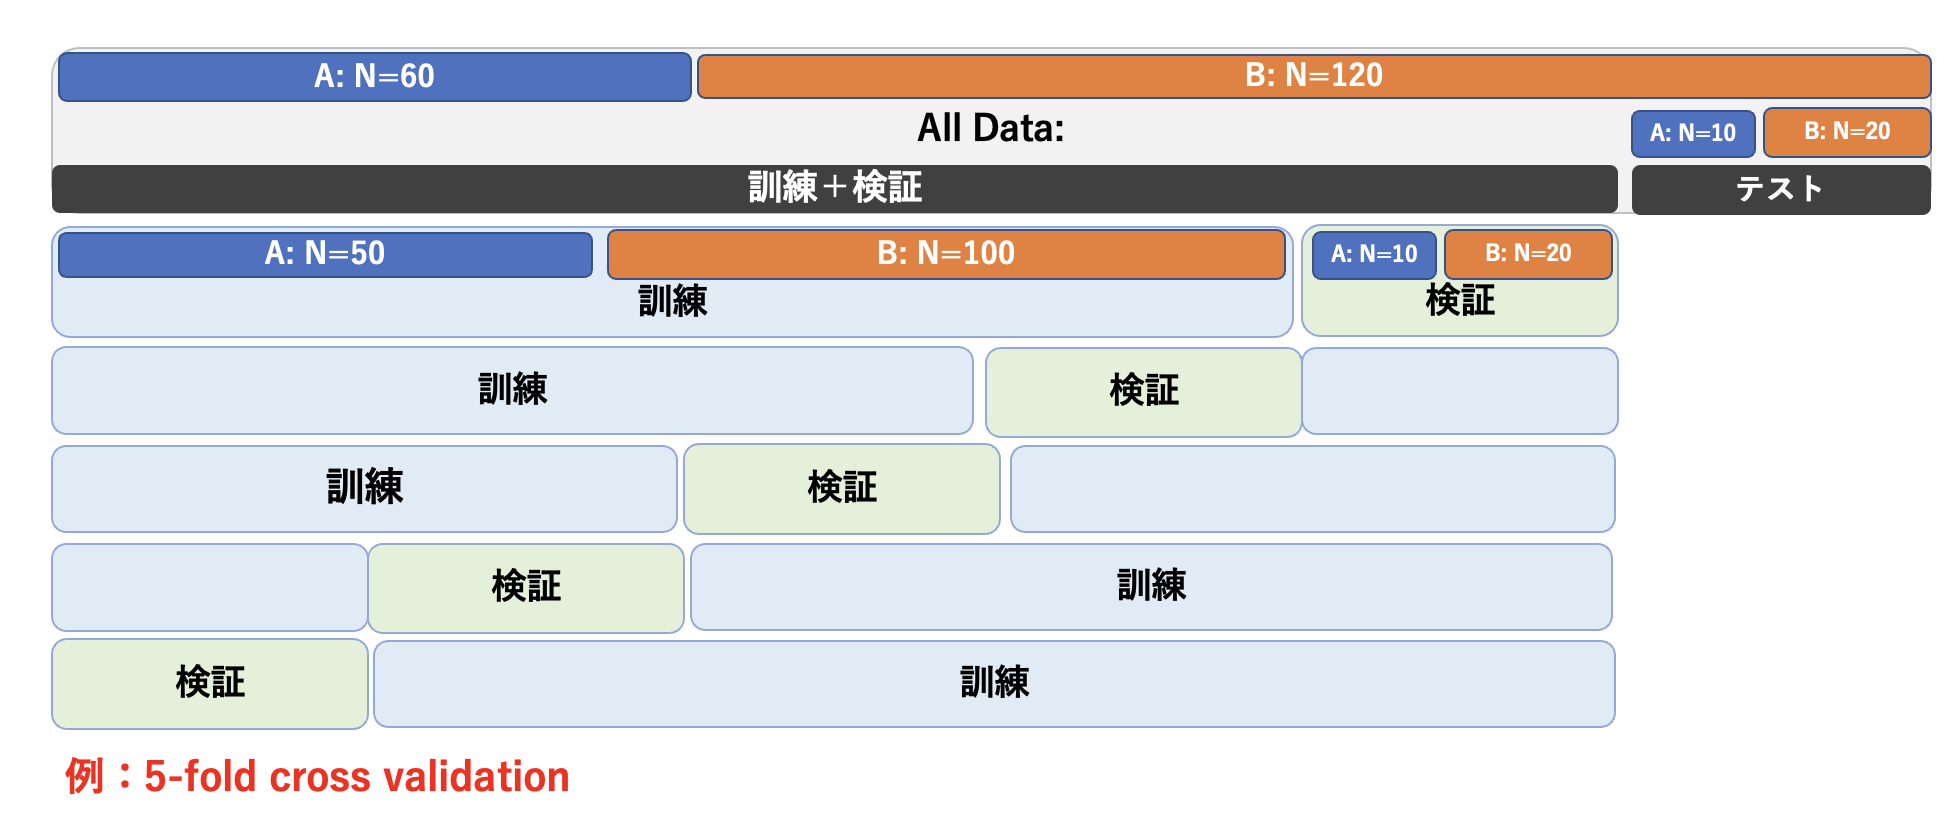 A: N=60
B: N=120
All Data:
A: N=10
B: N=20
訓練＋検証
テスト
A: N=50
B: N=100
A: N=10
B: N=20
訓練
検証
訓練
検証
訓練
検証
検証
訓練
検証
訓練
例：5-fold cross validation